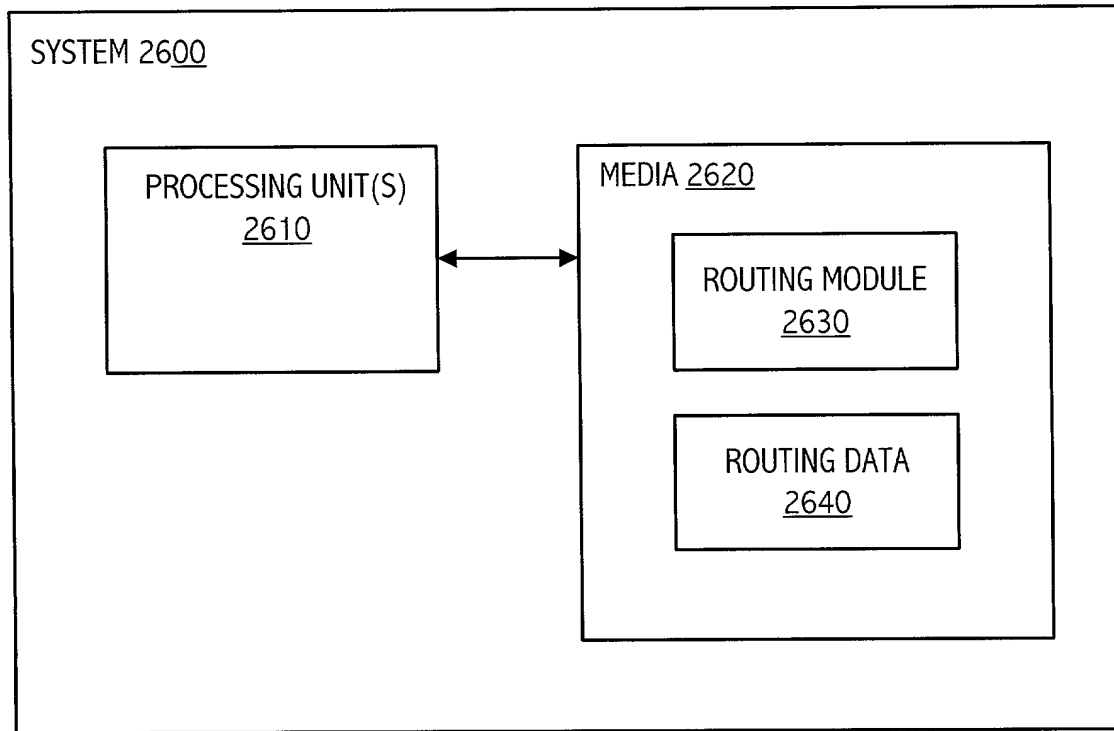 SYSTEM 2600
PROCESSING UNIT(S)
2610
MEDIA 2620
ROUTING MODULE
2630
ROUTING DATA
2640